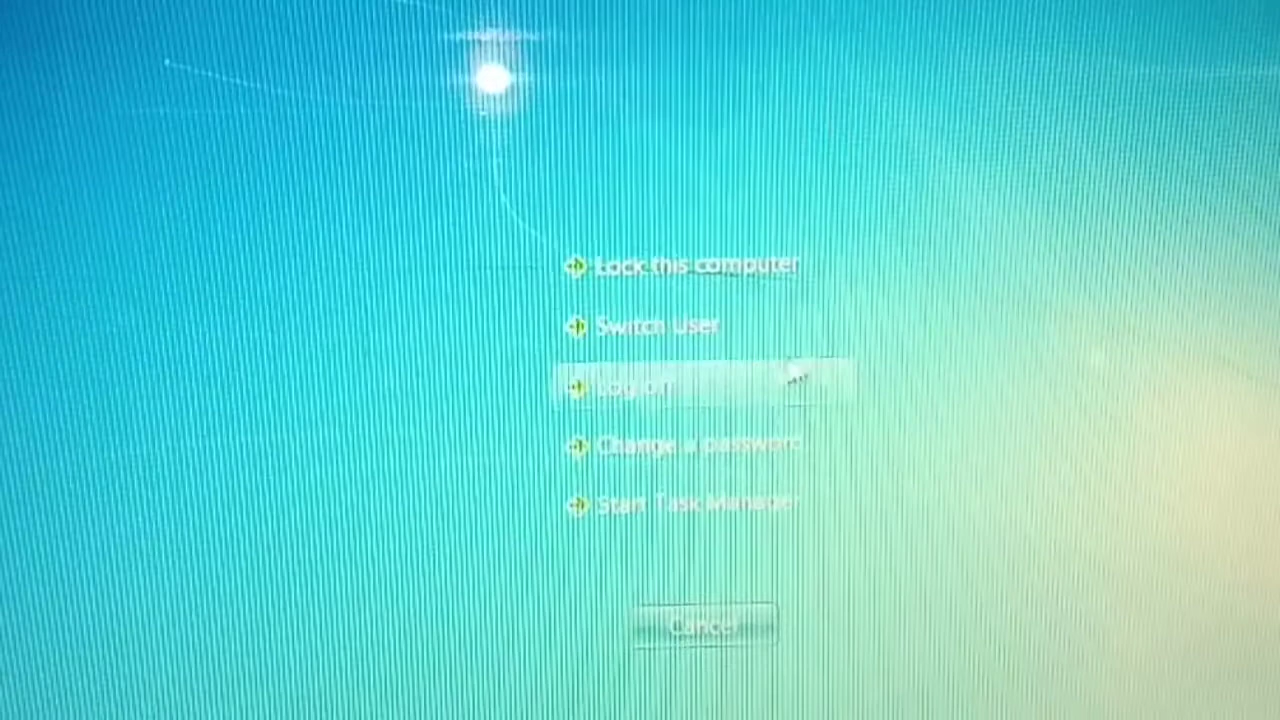 Lock this computer
Switch user
Log off
Change a password
Start Task Manager
Cancel